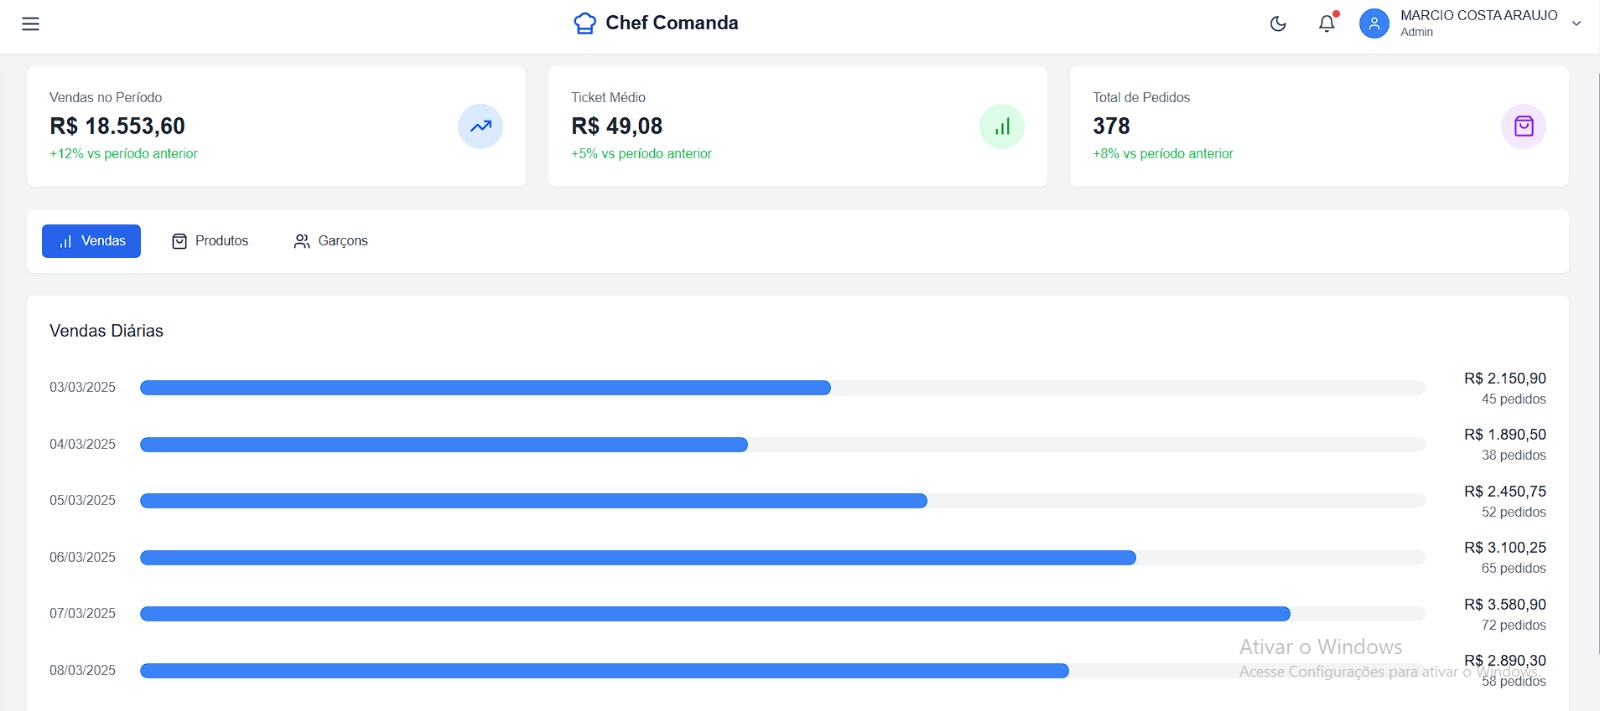 Chef Comanda
MARCIO COSTA ARAUJO
Admin
Vendas no Período
R$ 18.553,60
+12% vs período anterior
Ticket Médio
R$ 49,08
+5% vs período anterior
Total de Pedidos
378
+8% vs período anterior
Vendas
Produtos
Garçons
Vendas Diárias
03/03/2025
R$ 2.150,90
45 pedidos
04/03/2025
R$ 1.890,50
38 pedidos
05/03/2025
R$ 2.450,75
52 pedidos
06/03/2025
R$ 3.100,25
65 pedidos
07/03/2025
R$ 3.580,90
72 pedidos
08/03/2025
R$ 2.890,30
58 pedidos
Ativar o Windows
Acesse Configurações para ativar o Windows.